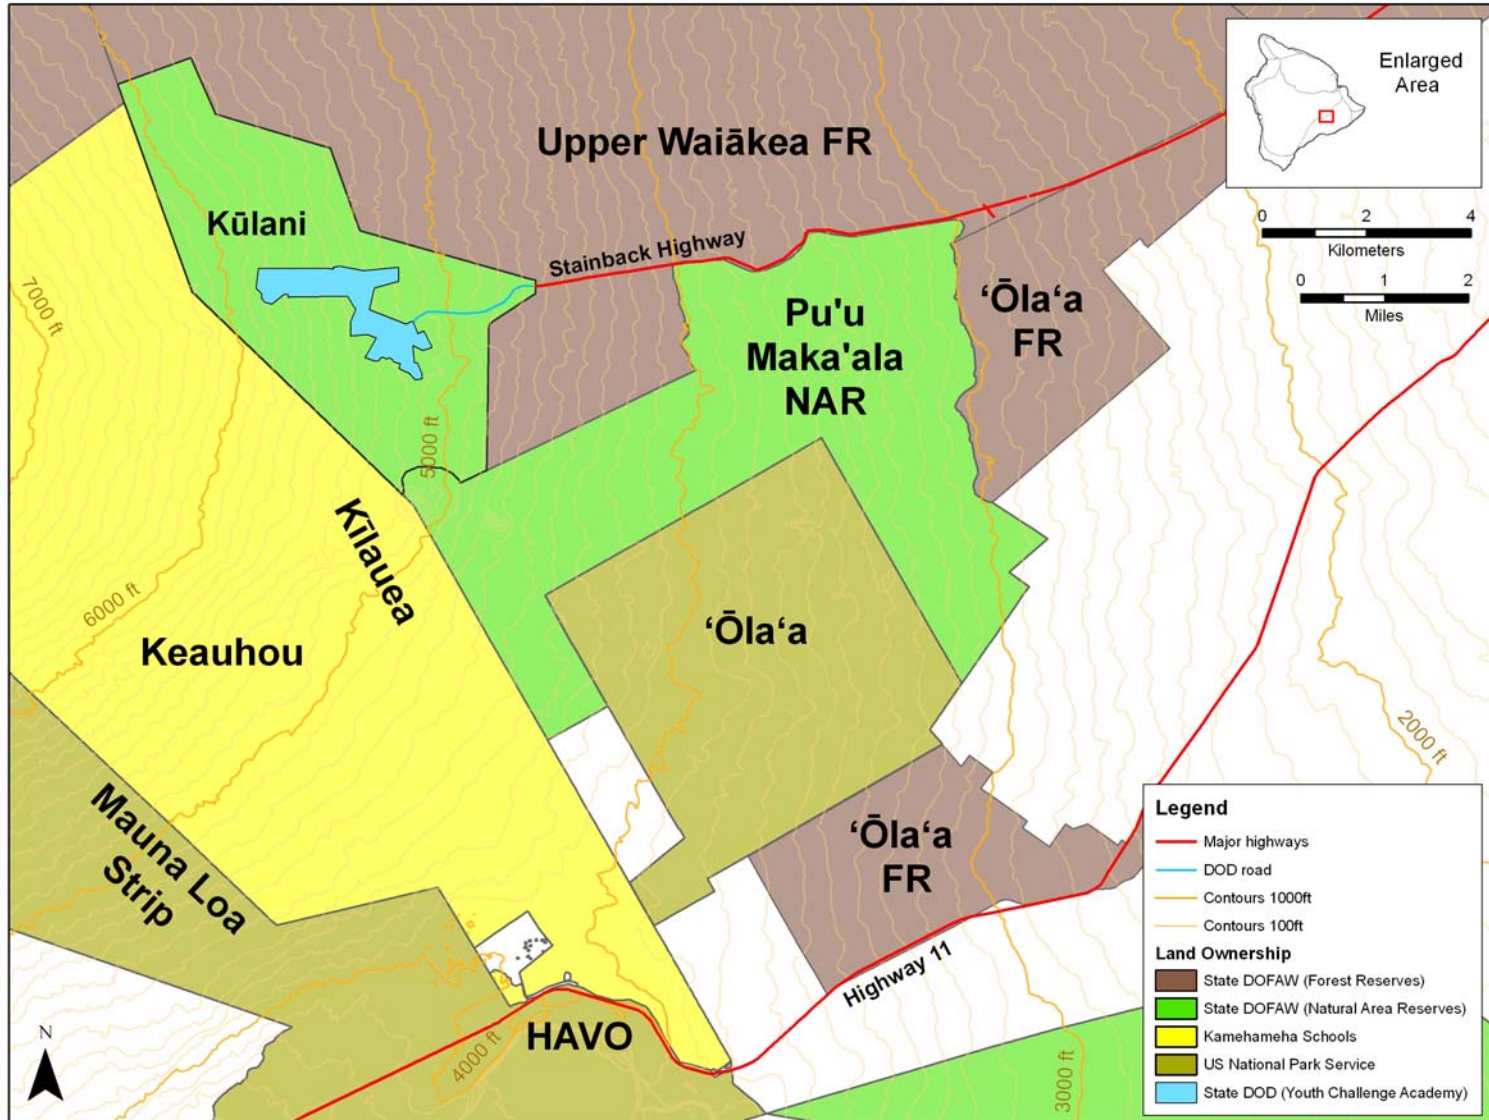 Upper Waiākea FR
Enlarged
Area
Kūlani
Stainback Highway
0 2 4
Kilometers
0 1 2
Miles
7000 ft
Pu'u
Maka'ala
NAR
ʻŌlaʻa
FR
5000 ft
Kīlauea
6000 ft
Keauhou
ʻŌlaʻa
2000 ft
Mauna Loa
Strip
ʻŌlaʻa
FR
Highway 11
HAVO
4000 ft
3000 ft
N
Legend
Major highways
DOD road
Contours 1000ft
Contours 100ft
Land Ownership
State DOFAW (Forest Reserves)
State DOFAW (Natural Area Reserves)
Kamehameha Schools
US National Park Service
State DOD (Youth Challenge Academy)